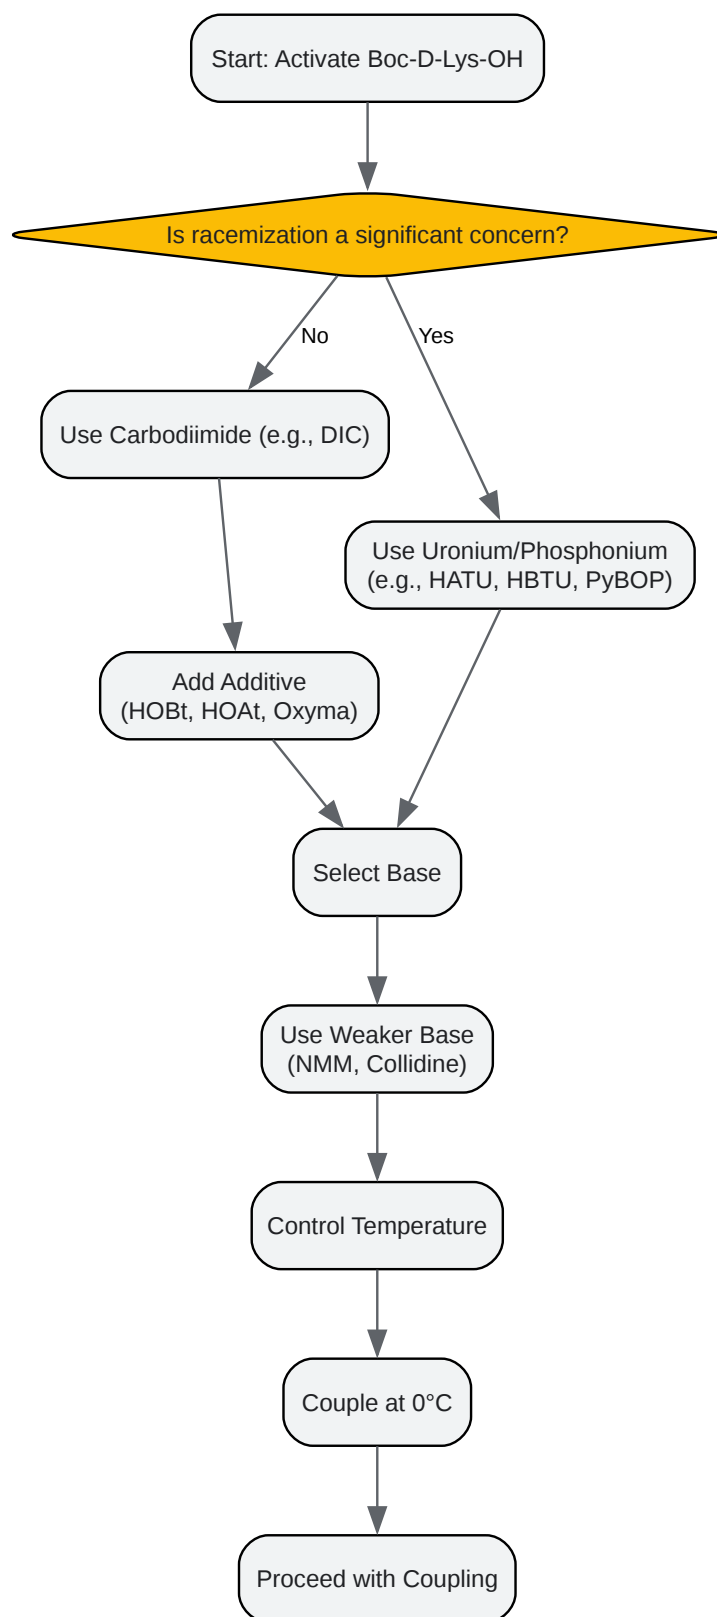 Start: Activate Boc-D-Lys-OH
Is racemization a significant concern?
No
Yes
Use Carbodiimide (e.g., DIC)
Use Uronium/Phosphonium
(e.g., HATU, HBTU, PyBOP)
Add Additive
(HOBt, HOAt, Oxyma)
Select Base
Use Weaker Base
(NMM, Collidine)
Control Temperature
Couple at 0°C
Proceed with Coupling